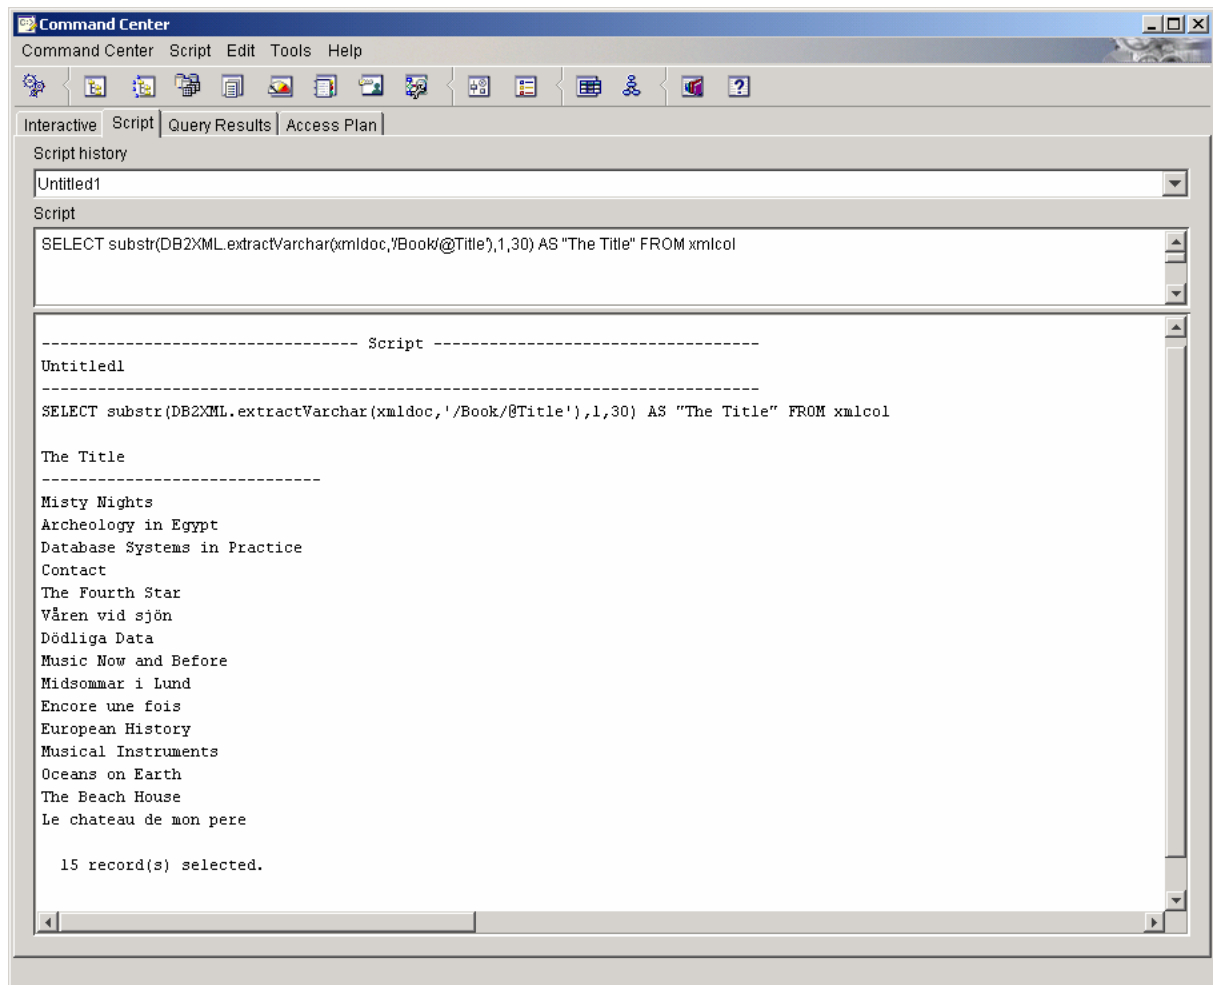 Command Center
Command Center Script Edit Tools Help
Interactive Script Query Results Access Plan
Script history
Untitled1
Script
SELECT substr(DB2XML.extractVarchar(xmldoc,'/Book/@Title'),1,30) AS "The Title" FROM xmlcol
---------------------------------- Script -----------------------------------
Untitled1
-----------------------------------------------------------------------------
SELECT substr(DB2XML.extractVarchar(xmldoc,'/Book/@Title'),1,30) AS "The Title" FROM xmlcol
The Title
------------------------------
Misty Nights
Archeology in Egypt
Database Systems in Practice
Contact
The Fourth Star
Våren vid sjön
Dödliga Data
Music Now and Before
Midsommar i Lund
Encore une fois
European History
Musical Instruments
Oceans on Earth
The Beach House
Le chateau de mon pere
15 record(s) selected.